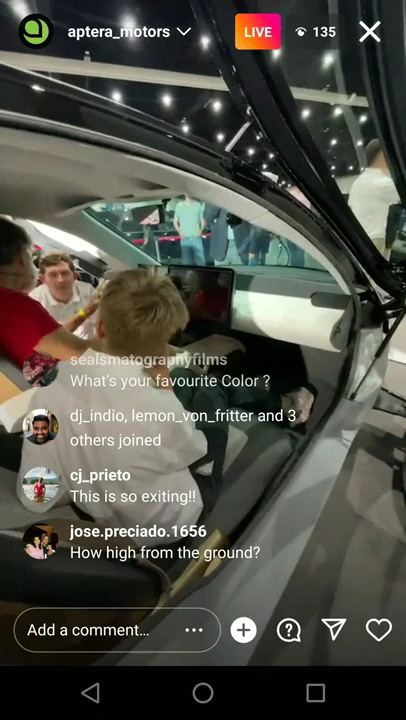 aptera_motors
LIVE
135
sealsmatographyfilms
What's your favourite Color ?
dj_indio, lemon_von_fritter and 3
others joined
cj_prieto
This is so exiting!!
jose.preciado.1656
How high from the ground?
Add a comment...